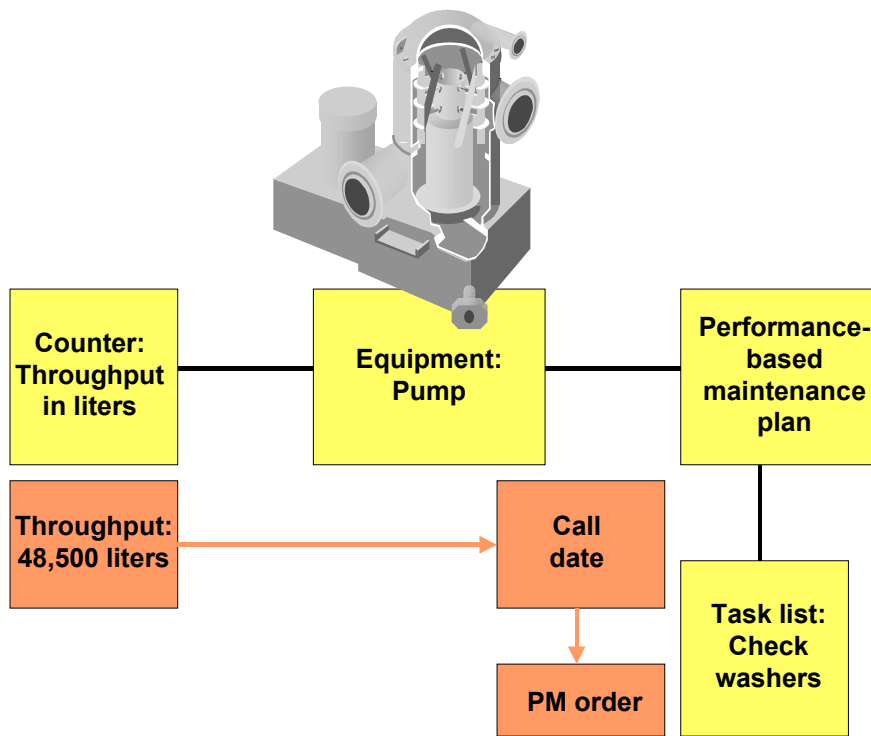 Counter:
Throughput
in liters
Equipment:
Pump
Performance-
based
maintenance
plan
Throughput:
48,500 liters
Call
date
Task list:
Check
washers
PM order